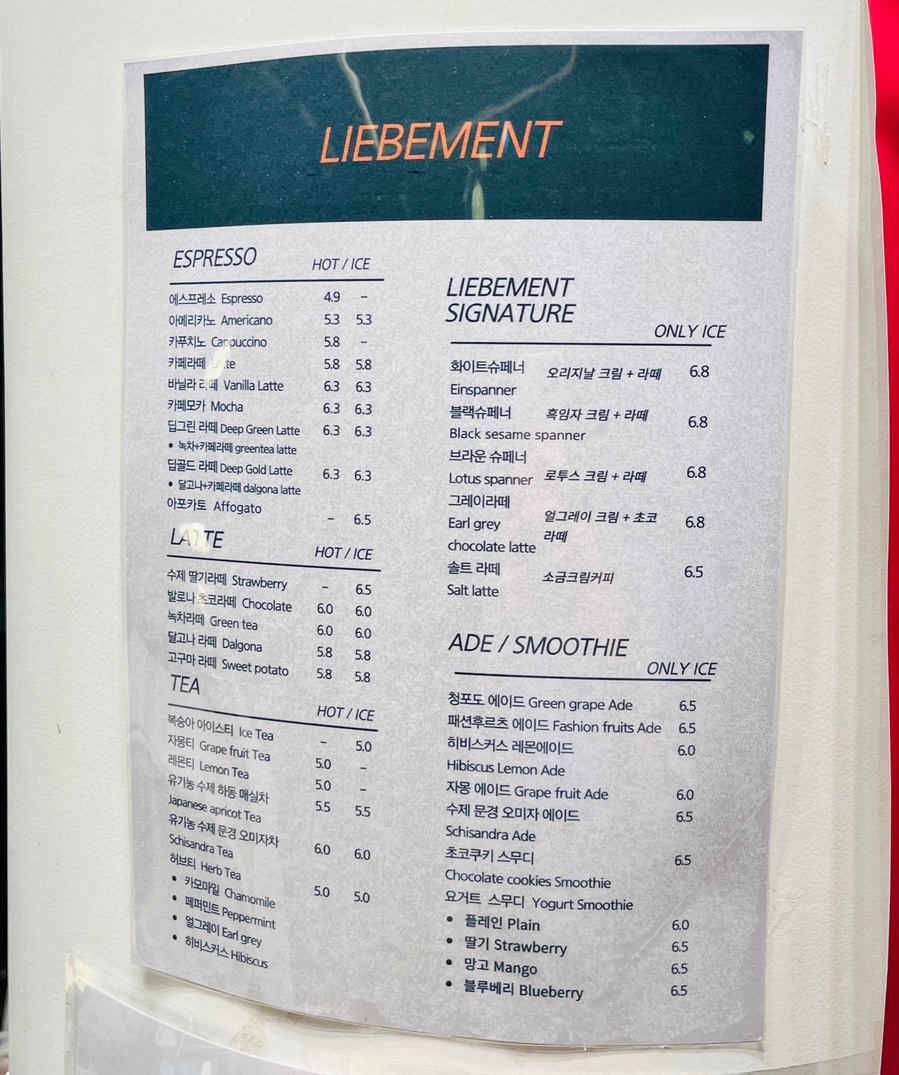 LIEBEMENT
ESPRESSO HOT / ICE
에스프레소 Espresso 4.9 –
아메리카노 Americano 5.3 5.3
카푸치노 Cappuccino 5.8 –
카페라떼 Latte 5.8 5.8
바닐라 라떼 Vanilla Latte 6.3 6.3
카페모카 Mocha 6.3 6.3
딥그린 라떼 Deep Green Latte 6.3 6.3
• 녹차+카페라떼 greentea latte
딥골드 라떼 Deep Gold Latte 6.3 6.3
• 달고나+카페라떼 dalgona latte
아포카토 Affogato – 6.5
LATTE HOT / ICE
수제 딸기라떼 Strawberry – 6.5
발로나 초코라떼 Chocolate 6.0 6.0
녹차라떼 Green tea 6.0 6.0
달고나 라떼 Dalgona 5.8 5.8
고구마 라떼 Sweet potato 5.8 5.8
TEA HOT / ICE
복숭아 아이스티 Ice Tea – 5.0
자몽티 Grape fruit Tea 5.0 –
레몬티 Lemon Tea 5.0 –
유기농 수제 하동 매실차 5.5 5.5
Japanese apricot Tea
유기농 수제 문경 오미자차 6.0 6.0
Schisandra Tea
허브티 Herb Tea 5.0 5.0
• 카모마일 Chamomile
• 페퍼민트 Peppermint
• 얼그레이 Earl grey
• 히비스커스 Hibiscus
LIEBEMENT
SIGNATURE
ONLY ICE
화이트슈페너 오리지날 크림 + 라떼 6.8
Einspanner
블랙슈페너 흑임자 크림 + 라떼 6.8
Black sesame spanner
브라운 슈페너
Lotus spanner 로투스 크림 + 라떼 6.8
그레이라떼
Earl grey 얼그레이 크림 + 초코 6.8
chocolate latte 라떼
솔트 라떼 소금크림커피 6.5
Salt latte
ADE / SMOOTHIE
ONLY ICE
청포도 에이드 Green grape Ade 6.5
패션후르츠 에이드 Fashion fruits Ade 6.5
히비스커스 레몬에이드 6.0
Hibiscus Lemon Ade
자몽 에이드 Grape fruit Ade 6.0
수제 문경 오미자 에이드 6.5
Schisandra Ade
초코쿠키 스무디 6.5
Chocolate cookies Smoothie
요거트 스무디 Yogurt Smoothie
• 플레인 Plain 6.0
• 딸기 Strawberry 6.5
• 망고 Mango 6.5
• 블루베리 Blueberry 6.5